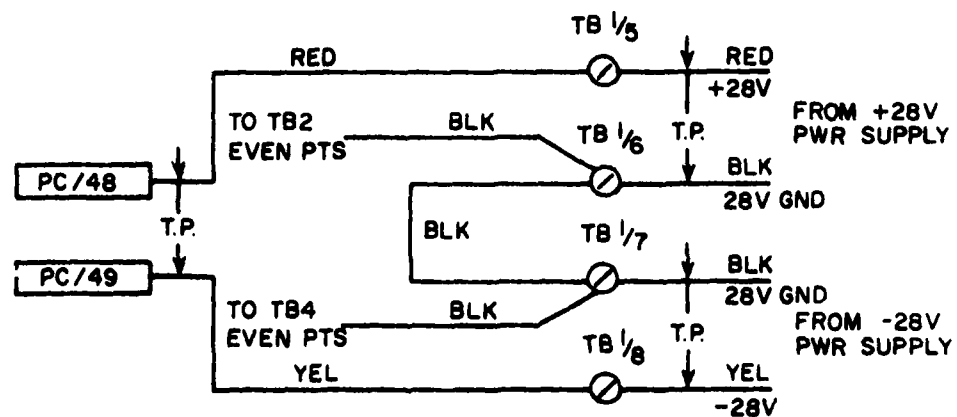 TB 1/5
RED
RED
+28V
TO TB2
EVEN PTS
BLK
TB 1/6
T.P.
FROM +28V
PWR SUPPLY
PC/48
BLK
28V GND
T.P.
BLK
TB 1/7
PC/49
BLK
28V GND
TO TB4
EVEN PTS
BLK
FROM -28V
PWR SUPPLY
T.P.
TB 1/8
YEL
YEL
-28V